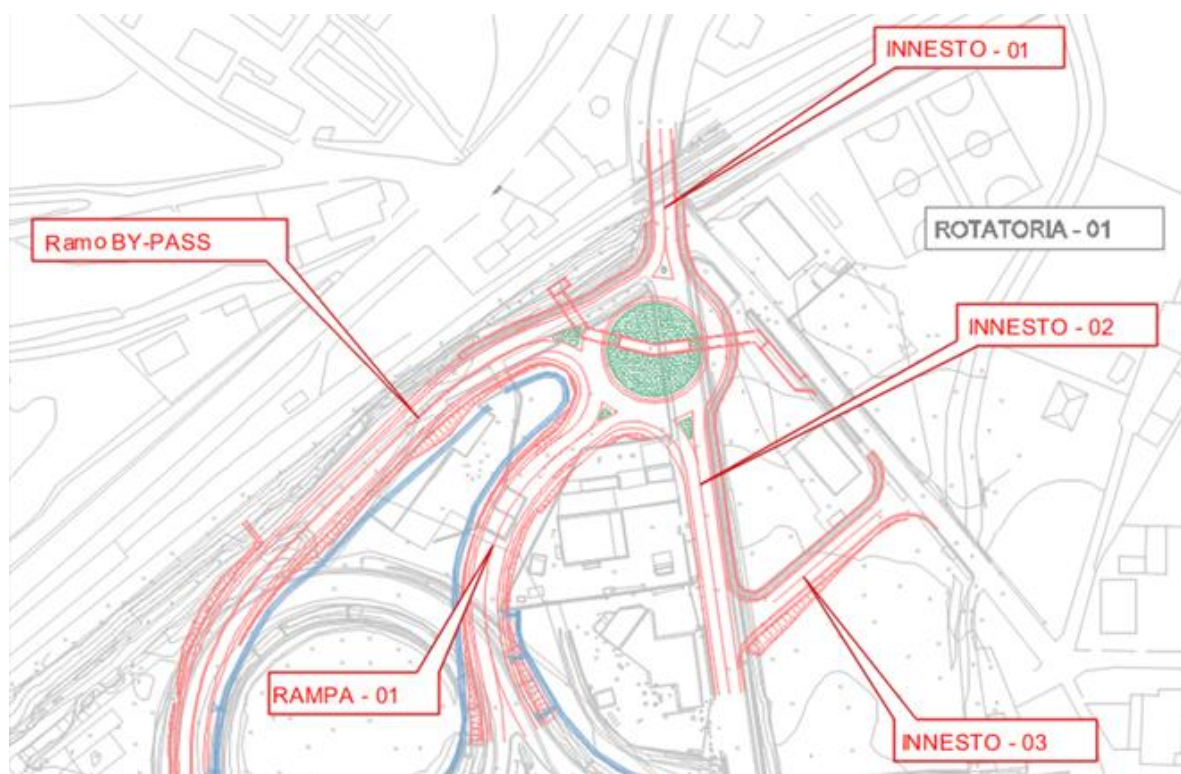 INNESTO - 01
ROTATORIA - 01
Ramo BY-PASS
INNESTO - 02
RAMPA - 01
INNESTO - 03